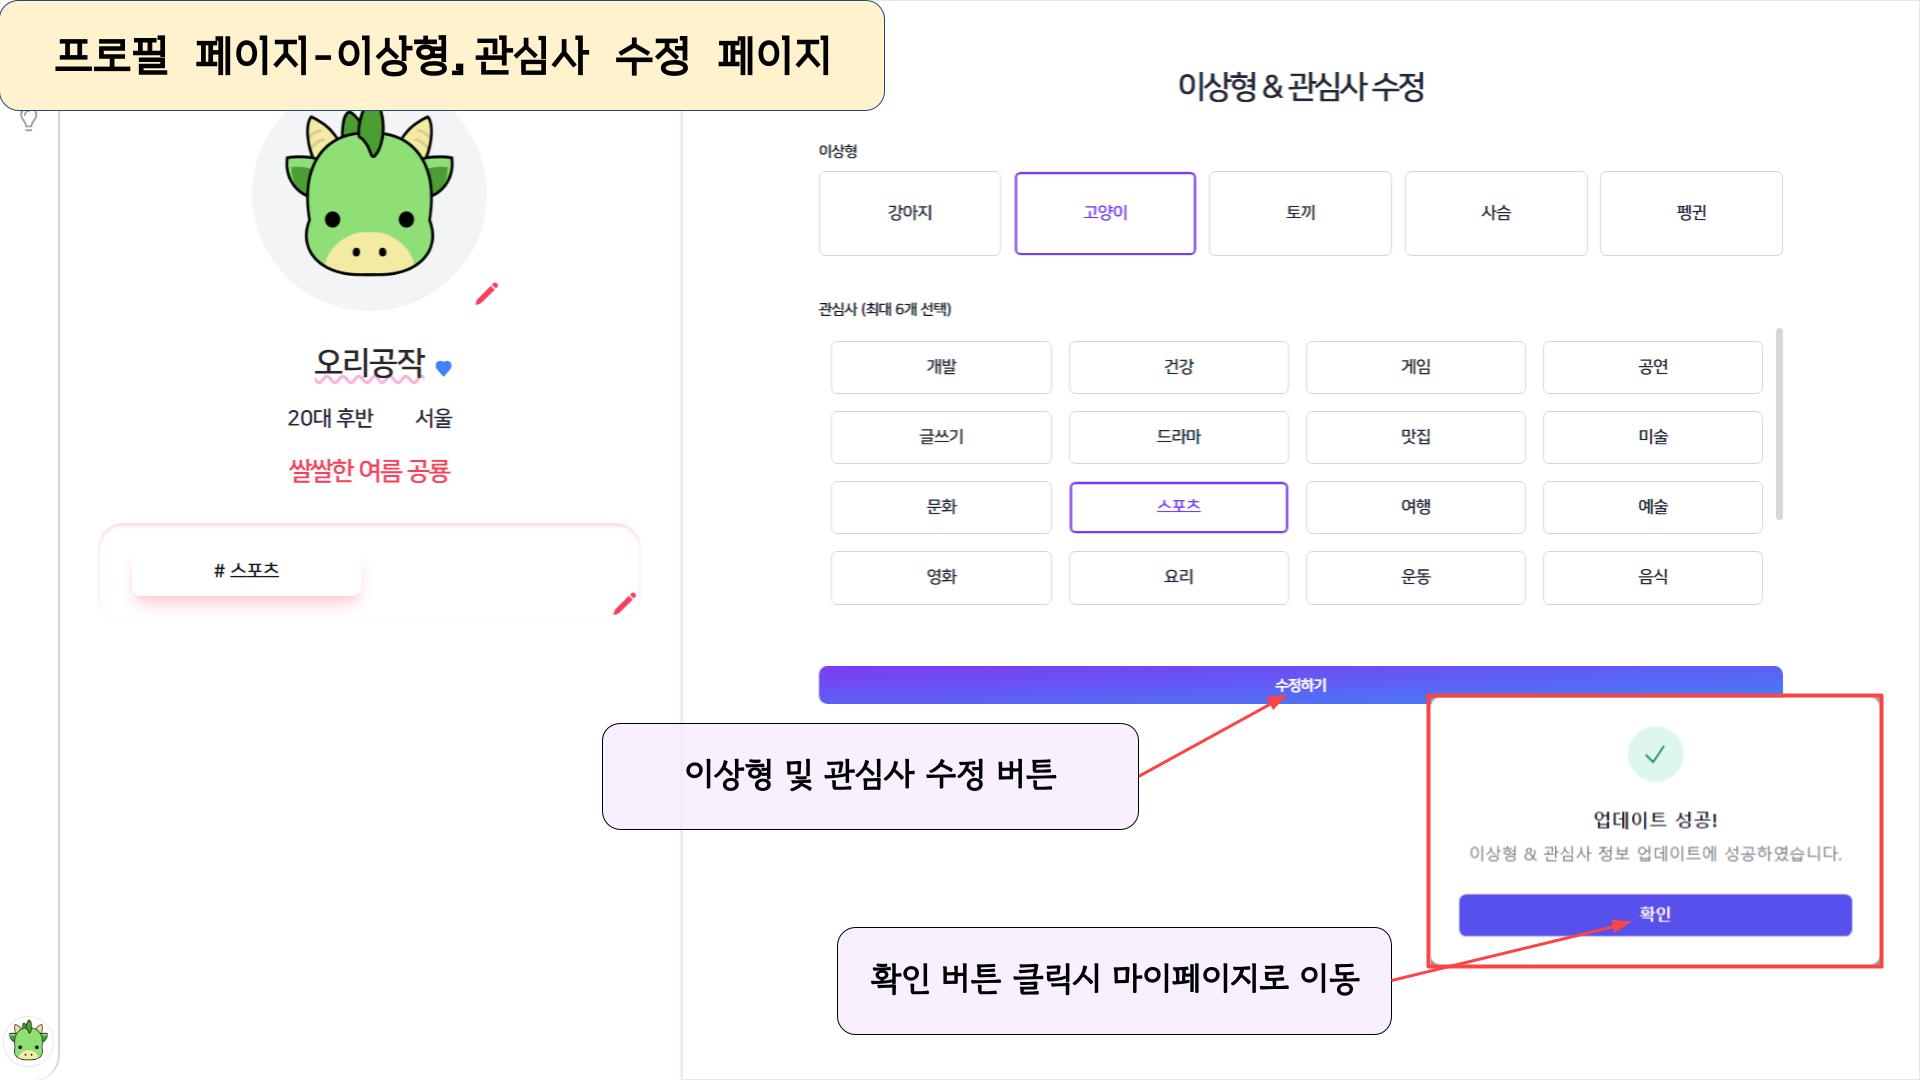 프로필 페이지-이상형, 관심사 수정 페이지
오리공작
20대 후반 서울
쌀쌀한 여름 공룡
# 스포츠
이상형 & 관심사 수정
이상형
강아지 고양이 토끼 사슴 펭귄
관심사 (최대 6개 선택)
개발 건강 게임 공연
글쓰기 드라마 맛집 미술
문화 스포츠 여행 예술
영화 요리 운동 음식
수정하기
이상형 및 관심사 수정 버튼
업데이트 성공!
이상형 & 관심사 정보 업데이트에 성공하였습니다.
확인
확인 버튼 클릭시 마이페이지로 이동